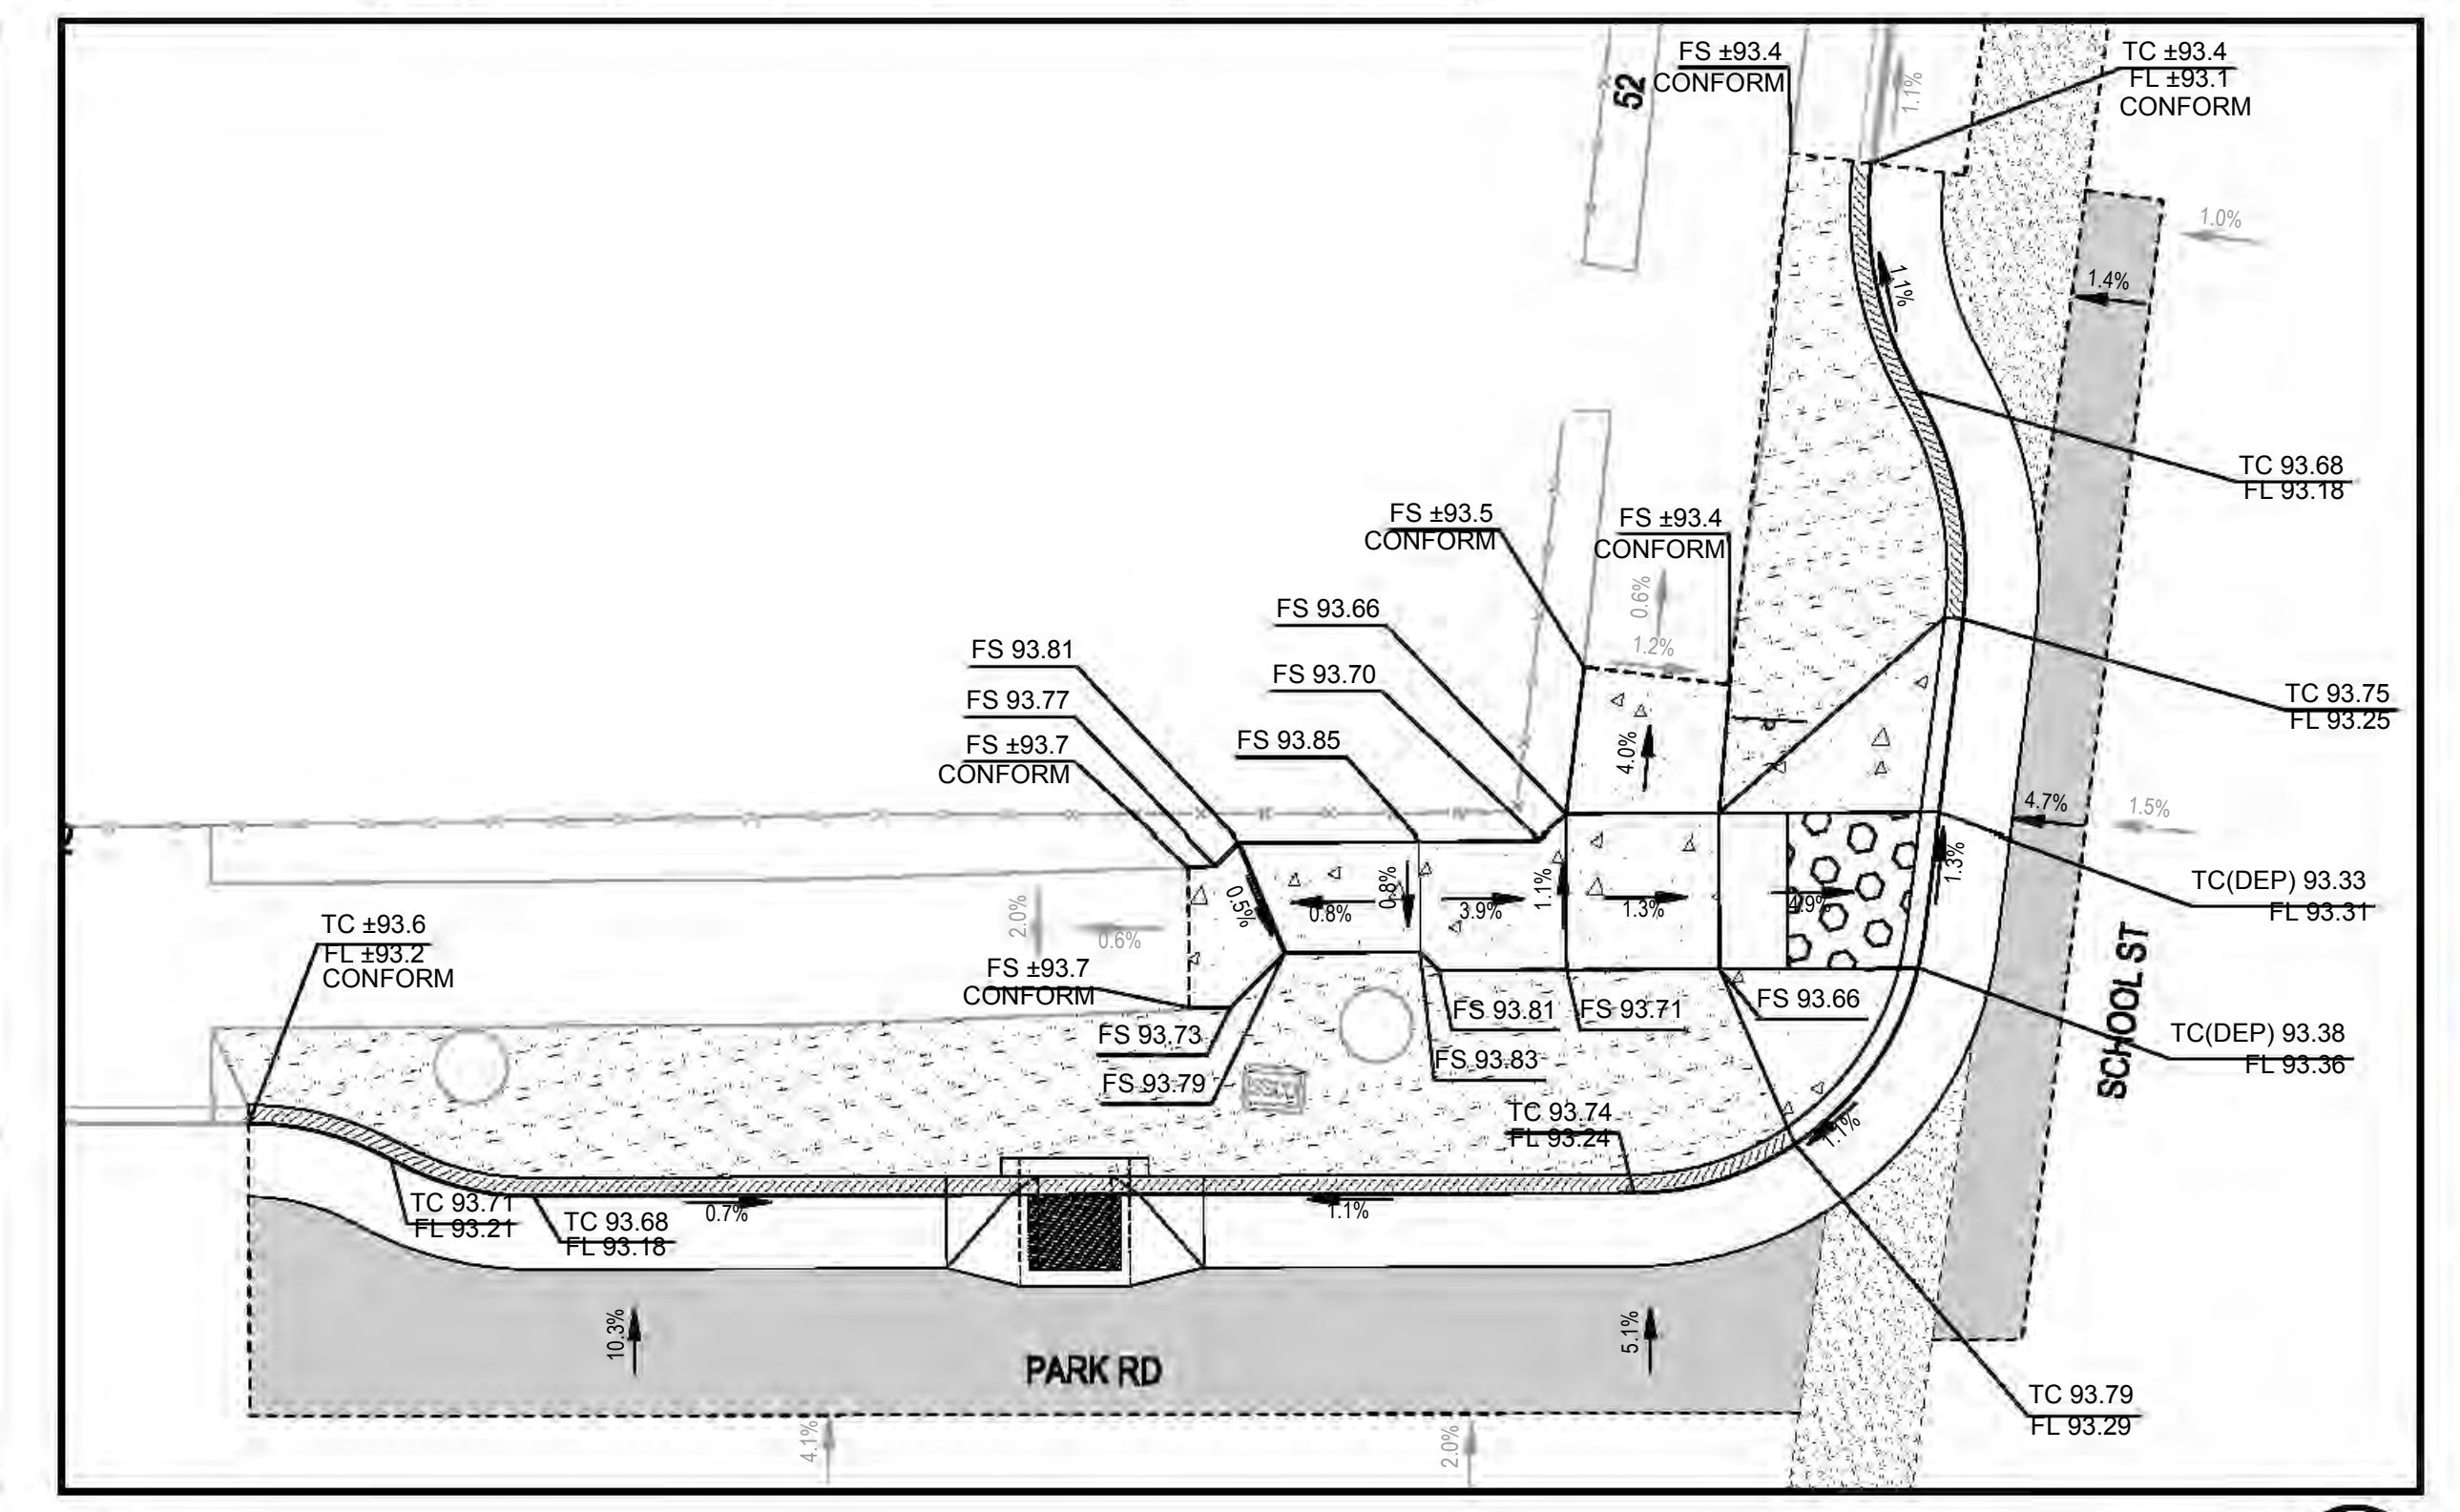 FS ±93.4
CONFORM
52
1.1%
TC ±93.4
FL ±93.1
CONFORM
1.0%
1.4%
1.1%
TC 93.68
FL 93.18
FS ±93.5
CONFORM
FS ±93.4
CONFORM
0.6%
1.2%
FS 93.66
FS 93.81
FS 93.70
FS 93.77
FS 93.85
FS ±93.7
CONFORM
4.0%
TC 93.75
FL 93.25
4.7%
1.5%
TC(DEP) 93.33
FL 93.31
1.3%
0.5%
0.8%
0.8%
3.9%
1.1%
1.3%
4.9%
2.0%
0.6%
TC ±93.6
FL ±93.2
CONFORM
FS ±93.7
CONFORM
FS 93.73
FS 93.79
FS 93.81
FS 93.83
FS 93.71
FS 93.66
TC(DEP) 93.38
FL 93.36
SCHOOL ST
TC 93.74
FL 93.24
1.1%
TC 93.71
FL 93.21
TC 93.68
FL 93.18
0.7%
1.1%
10.3%
5.1%
PARK RD
TC 93.79
FL 93.29
4.1%
2.0%